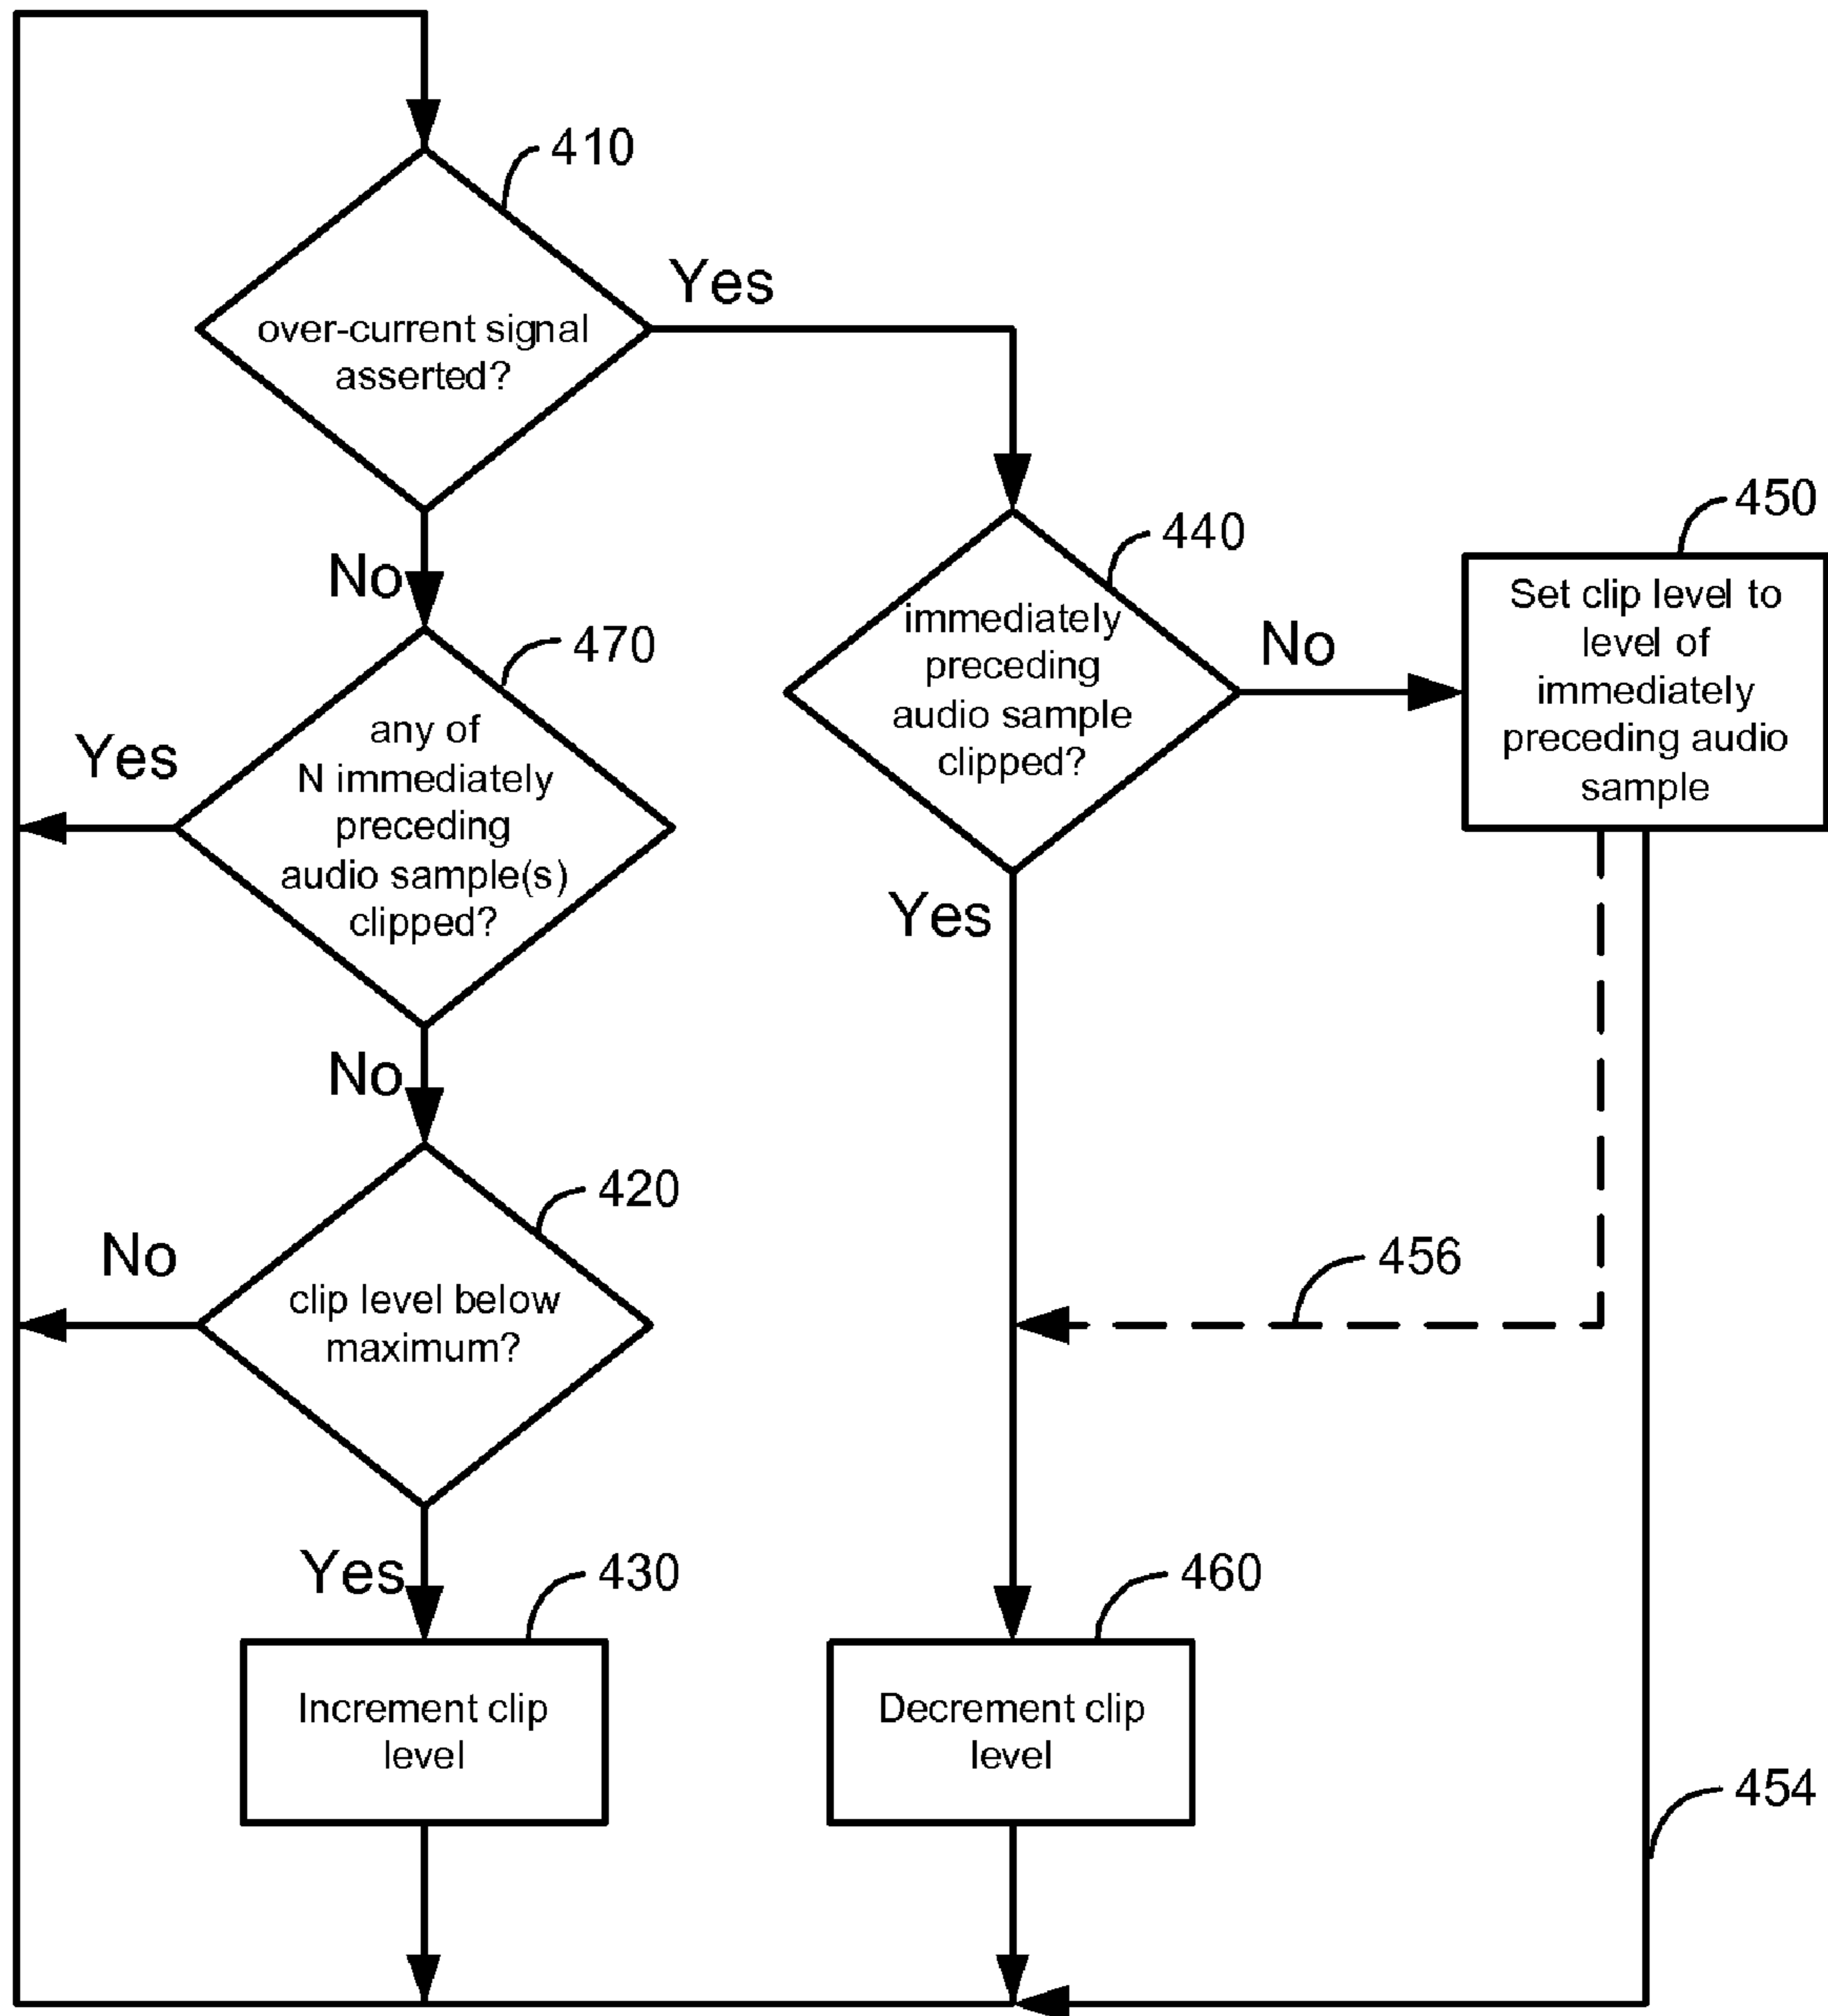 410
over-current signal
asserted?
Yes
No
440
immediately
preceding
audio sample
clipped?
No
Yes
450
Set clip level to
level of
immediately
preceding audio
sample
470
any of
N immediately
preceding
audio sample(s)
clipped?
Yes
No
420
clip level below
maximum?
No
Yes
456
430
Increment clip
level
460
Decrement clip
level
454